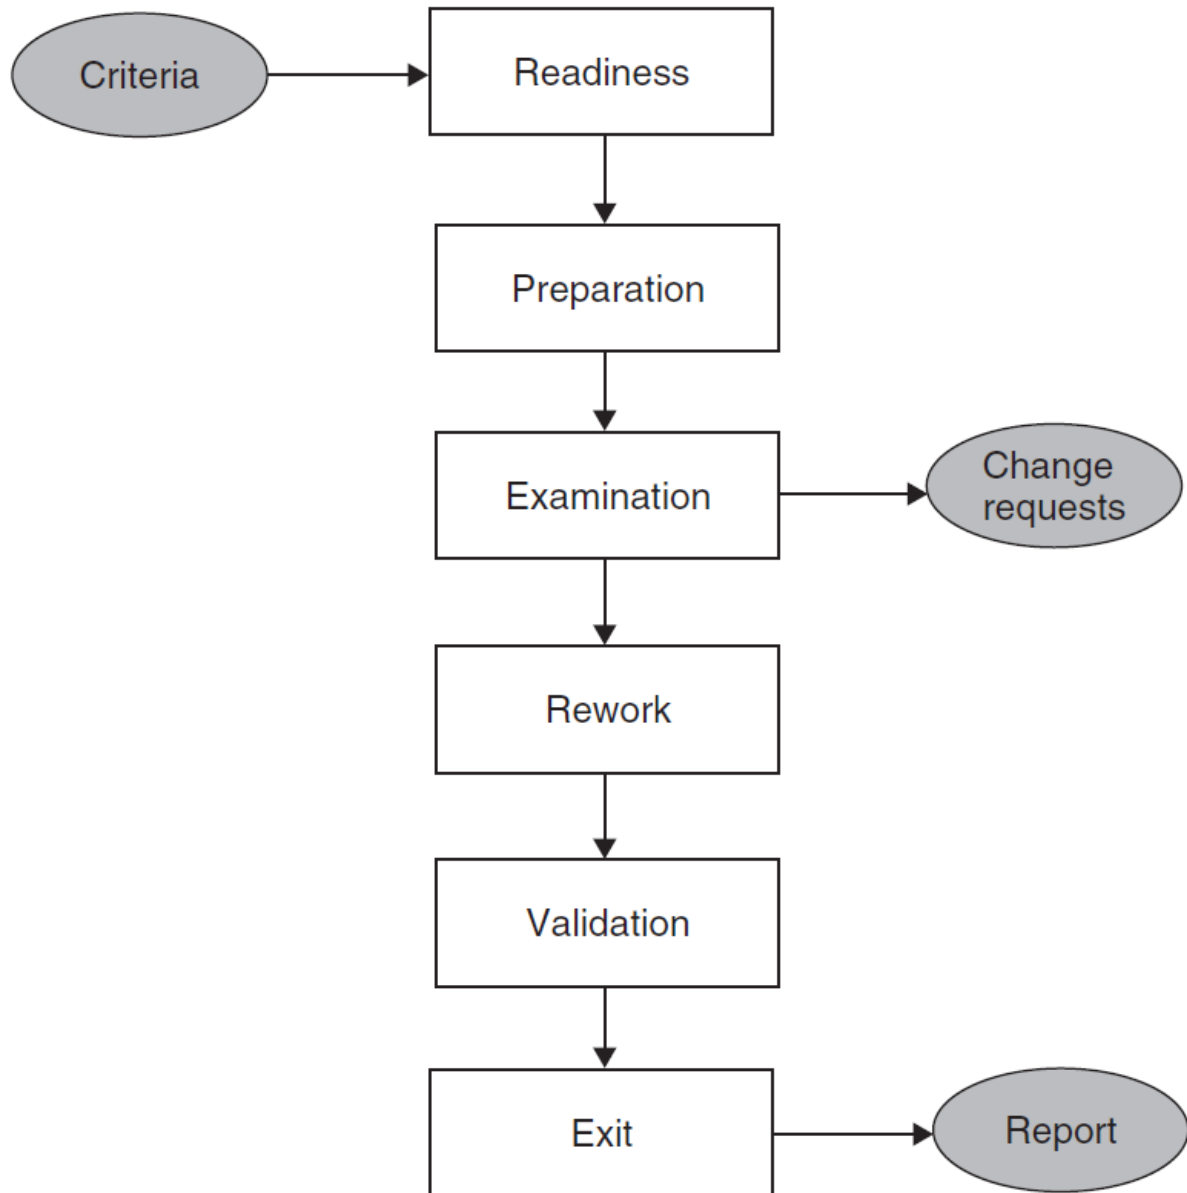 Criteria
Readiness
Preparation
Examination
Change
requests
Rework
Validation
Exit
Report